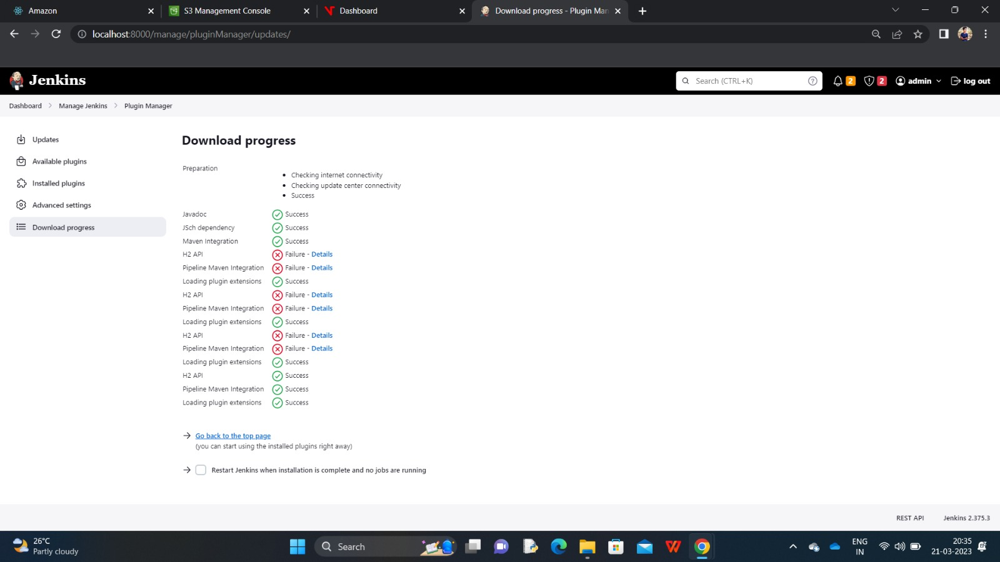 Amazon
S3 Management Console
Dashboard
Download progress - Plugin Man
localhost:8000/manage/pluginManager/updates/
Jenkins
Search (CTRL+K)
2
2
admin
log out
Dashboard
Manage Jenkins
Plugin Manager
Updates
Available plugins
Installed plugins
Advanced settings
Download progress
Download progress
Preparation
Checking internet connectivity
Checking update center connectivity
Success
Javadoc Success
JSch dependency Success
Maven Integration Success
H2 API Failure - Details
Pipeline Maven Integration Failure - Details
Loading plugin extensions Success
H2 API Failure - Details
Pipeline Maven Integration Failure - Details
Loading plugin extensions Success
H2 API Failure - Details
Pipeline Maven Integration Failure - Details
Loading plugin extensions Success
H2 API Success
Pipeline Maven Integration Success
Loading plugin extensions Success
Go back to the top page
(you can start using the installed plugins right away)
Restart Jenkins when installation is complete and no jobs are running
REST API
Jenkins 2.375.3
26°C
Partly cloudy
Search
ENG
IN
20:35
21-03-2023